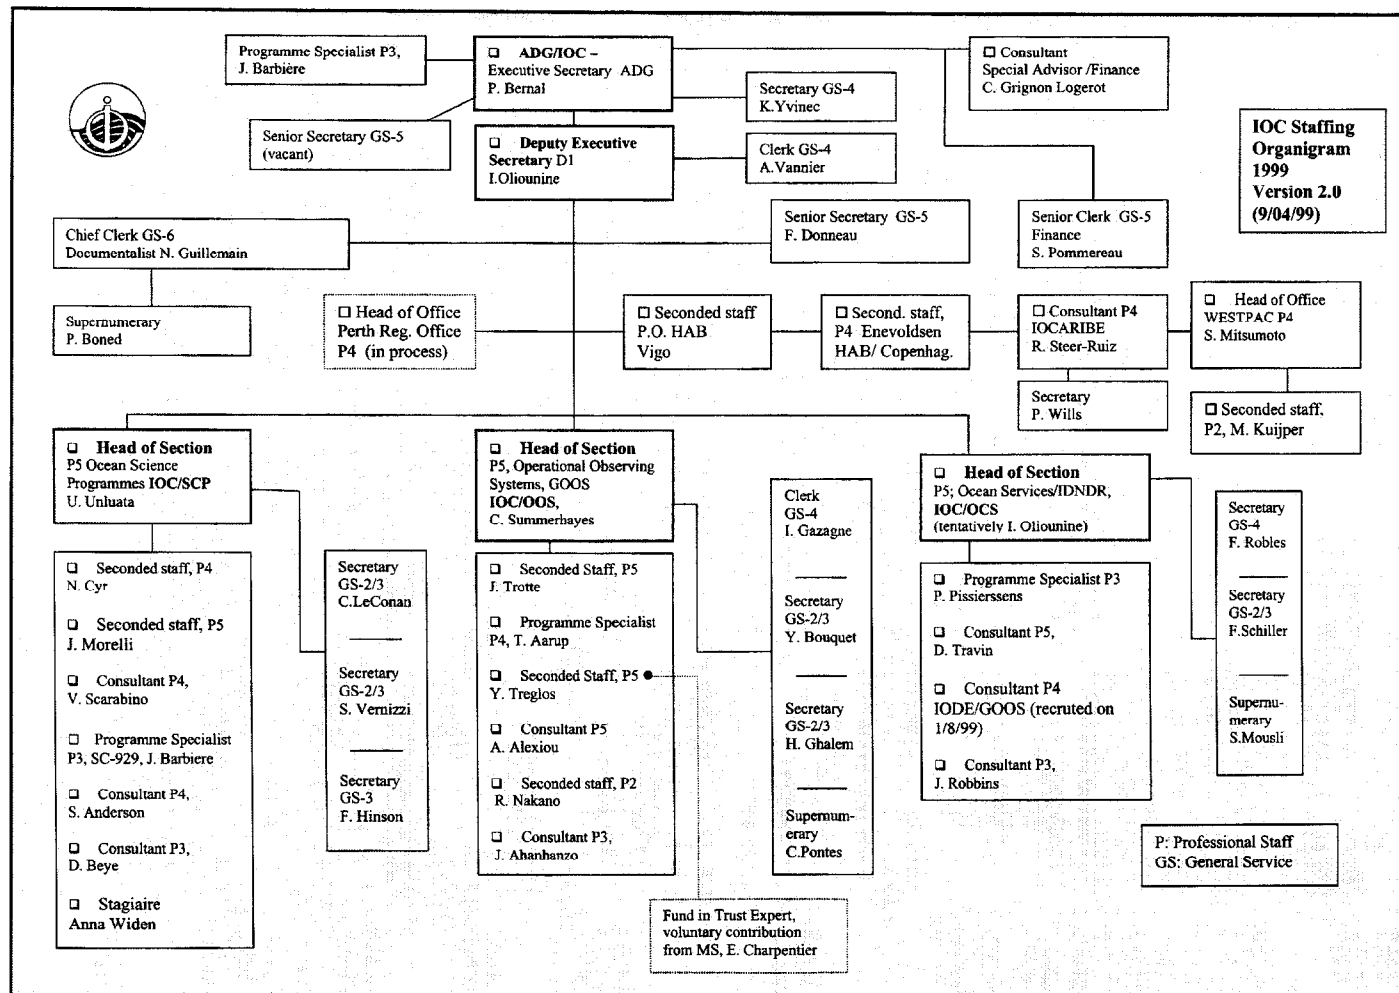 Programme Specialist P3,
J. Barbière
❑ ADG/IOC –
Executive Secretary ADG
P. Bernal
❑ Consultant
Special Advisor /Finance
C. Grignon Logerot
Secretary GS-4
K.Yvinec
Senior Secretary GS-5
(vacant)
❑ Deputy Executive
Secretary D1
I.Oliounine
Clerk GS-4
A.Vannier
IOC Staffing
Organigram
1999
Version 2.0
(9/04/99)
Chief Clerk GS-6
Documentalist N. Guillemain
Senior Secretary GS-5
F. Donneau
Senior Clerk GS-5
Finance
S. Pommereau
Supernumerary
P. Boned
❑ Head of Office
Perth Reg. Office
P4 (in process)
❑ Seconded staff
P.O. HAB
Vigo
❑ Second. staff,
P4 Enevoldsen
HAB/ Copenhag.
❑ Consultant P4
IOCARIBE
R. Steer-Ruiz
❑ Head of Office
WESTPAC P4
S. Mitsumoto
Secretary
P. Wills
❑ Seconded staff,
P2, M. Kuijper
❑ Head of Section
P5 Ocean Science
Programmes IOC/SCP
U. Unluata
❑ Head of Section
P5, Operational Observing
Systems, GOOS
IOC/OOS,
C. Summerhayes
❑ Head of Section
P5; Ocean Services/IDNDR,
IOC/OCS
(tentatively I. Oliounine)
❑ Seconded staff, P4
N. Cyr
❑ Seconded staff, P5
J. Morelli
❑ Consultant P4,
V. Scarabino
❑ Programme Specialist
P3, SC-929, J. Barbiere
❑ Consultant P4,
S. Anderson
❑ Consultant P3,
D. Beye
❑ Stagiaire
Anna Widen
Secretary
GS-2/3
C.LeConan
Secretary
GS-2/3
S. Vernizzi
Secretary
GS-3
F. Hinson
❑ Seconded Staff, P5
J. Trotte
❑ Programme Specialist
P4, T. Aarup
❑ Seconded Staff, P5
Y. Treglos
❑ Consultant P5
A. Alexiou
❑ Seconded staff, P2
R. Nakano
❑ Consultant P3,
J. Ahanhanzo
Clerk
GS-4
I. Gazagne
Secretary
GS-2/3
Y. Bouquet
Secretary
GS-2/3
H. Ghalem
Supernum-
erary
C.Pontes
❑ Programme Specialist P3
P. Pissierssens
❑ Consultant P5,
D. Travin
❑ Consultant P4
IODE/GOOS (recruted on
1/8/99)
❑ Consultant P3,
J. Robbins
Secretary
GS-4
F. Robles
Secretary
GS-2/3
F.Schiller
Supernu-
merary
S.Mousli
Fund in Trust Expert,
voluntary contribution
from MS, E. Charpentier
P: Professional Staff
GS: General Service